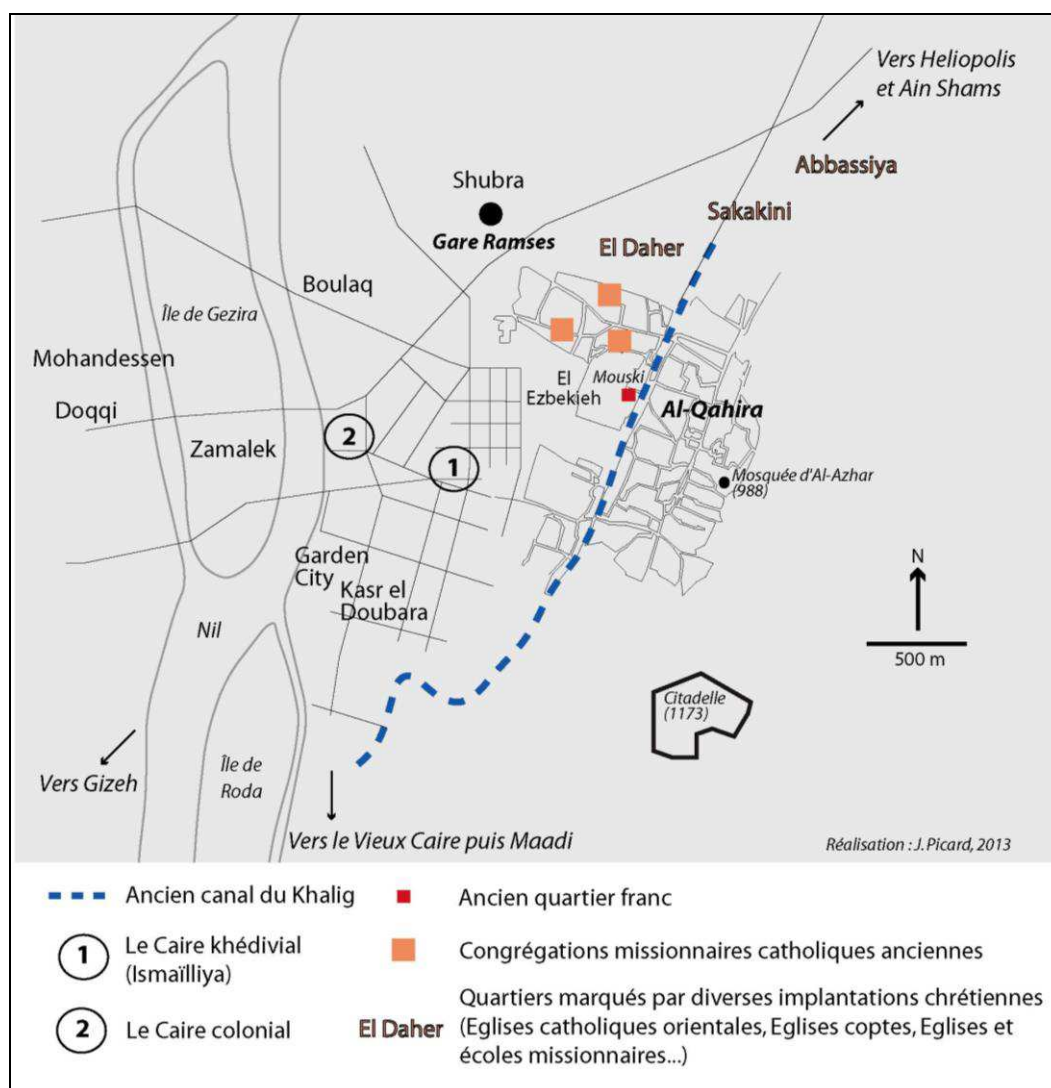 Vers Heliopolis
et Ain Shams
Abbassiya
Shubra
Sakakini
Gare Ramses
El Daher
Boulaq
Île de Gezira
Mohandessen
El
Ezbekieh
Mouski
Doqqi
Al-Qahira
2
Zamalek
1
Mosquée d'Al-Azhar
(988)
Garden
City
Kasr el
Doubara
N
Nil
500 m
Citadelle
(1173)
Île de
Roda
Vers Gizeh
Vers le Vieux Caire puis Maadi
Réalisation : J. Picard, 2013
Ancien canal du Khalig
Ancien quartier franc
1
Le Caire khédivial
(Ismaïlliya)
Congrégations missionnaires catholiques anciennes
2
Le Caire colonial
El Daher
Quartiers marqués par diverses implantations chrétiennes
(Eglises catholiques orientales, Eglises coptes, Eglises et
écoles missionnaires...)